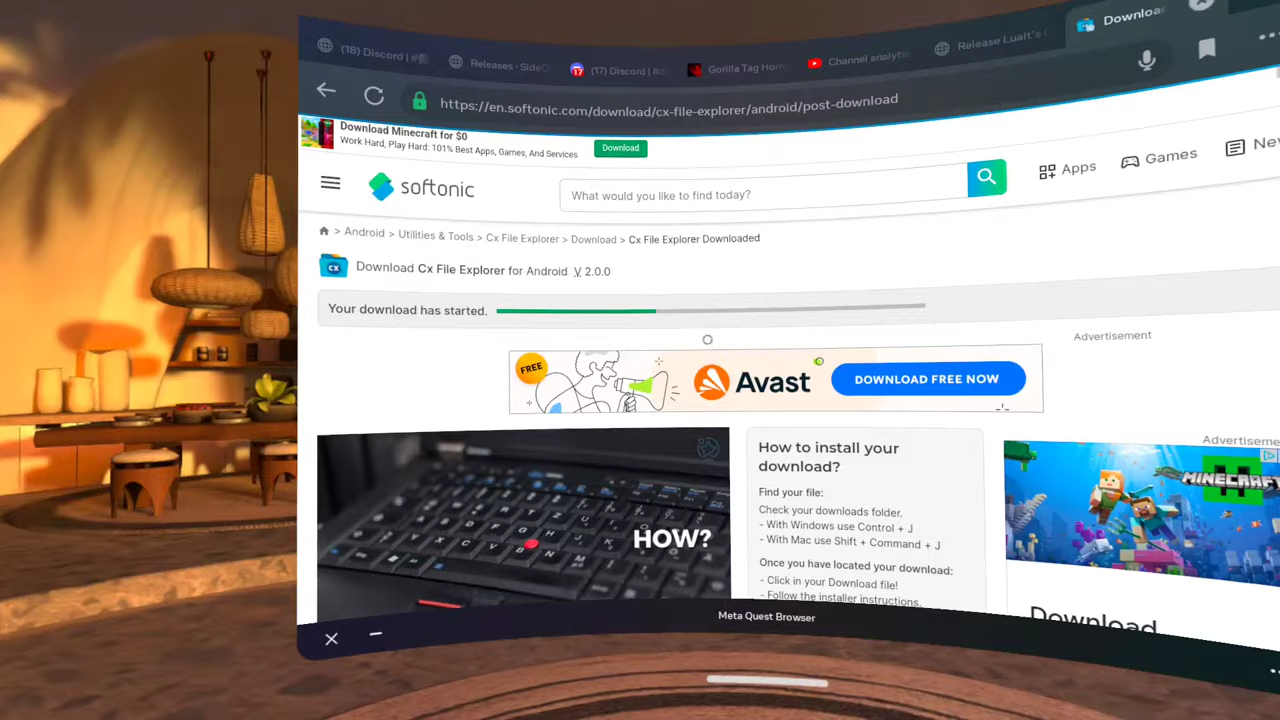 (18) Discord | #
Releases · SideQ
17
(17) Discord | #d
Gorilla Tag Hom
Channel analytic
Release Lualt's
Downloa
https://en.softonic.com/download/cx-file-explorer/android/post-download
Download Minecraft for $0
Work Hard, Play Hard: 101% Best Apps, Games, And Services
Download
softonic
What would you like to find today?
Apps
Games
New
> Android > Utilities & Tools > Cx File Explorer > Download > Cx File Explorer Downloaded
CX
Download Cx File Explorer for Android V 2.0.0
Your download has started.
Advertisement
FREE
Avast
DOWNLOAD FREE NOW
HOW?
How to install your
download?
Find your file:
Check your downloads folder.
- With Windows use Control + J
- With Mac use Shift + Command + J
Once you have located your download:
- Click in your Download file!
- Follow the installer instructions.
Advertiseme
MINECRAFT
Download
Meta Quest Browser